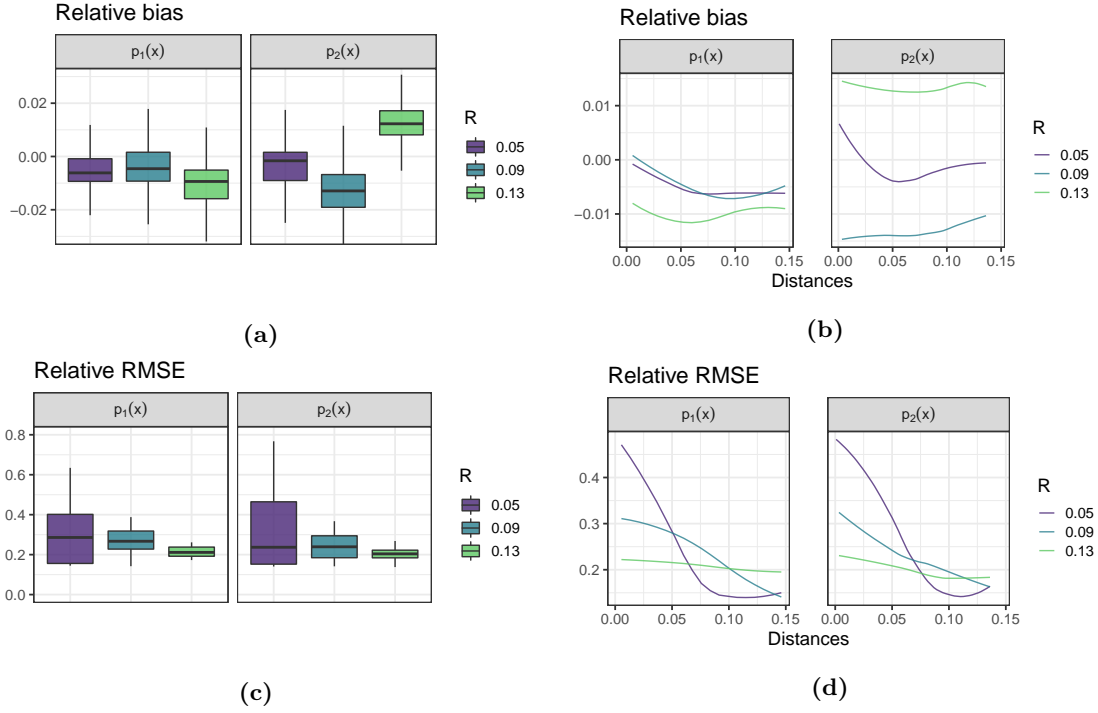 Relative bias
p1(x)
p2(x)
0.02
0.00
−0.02
R
0.05
0.09
0.13
(a)
Relative bias
p1(x)
p2(x)
0.01
0.00
−0.01
0.00 0.05 0.10 0.15 0.00 0.05 0.10 0.15
Distances
R
0.05
0.09
0.13
(b)
Relative RMSE
p1(x)
p2(x)
0.8
0.6
0.4
0.2
0.0
R
0.05
0.09
0.13
(c)
Relative RMSE
p1(x)
p2(x)
0.4
0.3
0.2
0.00 0.05 0.10 0.15 0.00 0.05 0.10 0.15
Distances
R
0.05
0.09
0.13
(d)